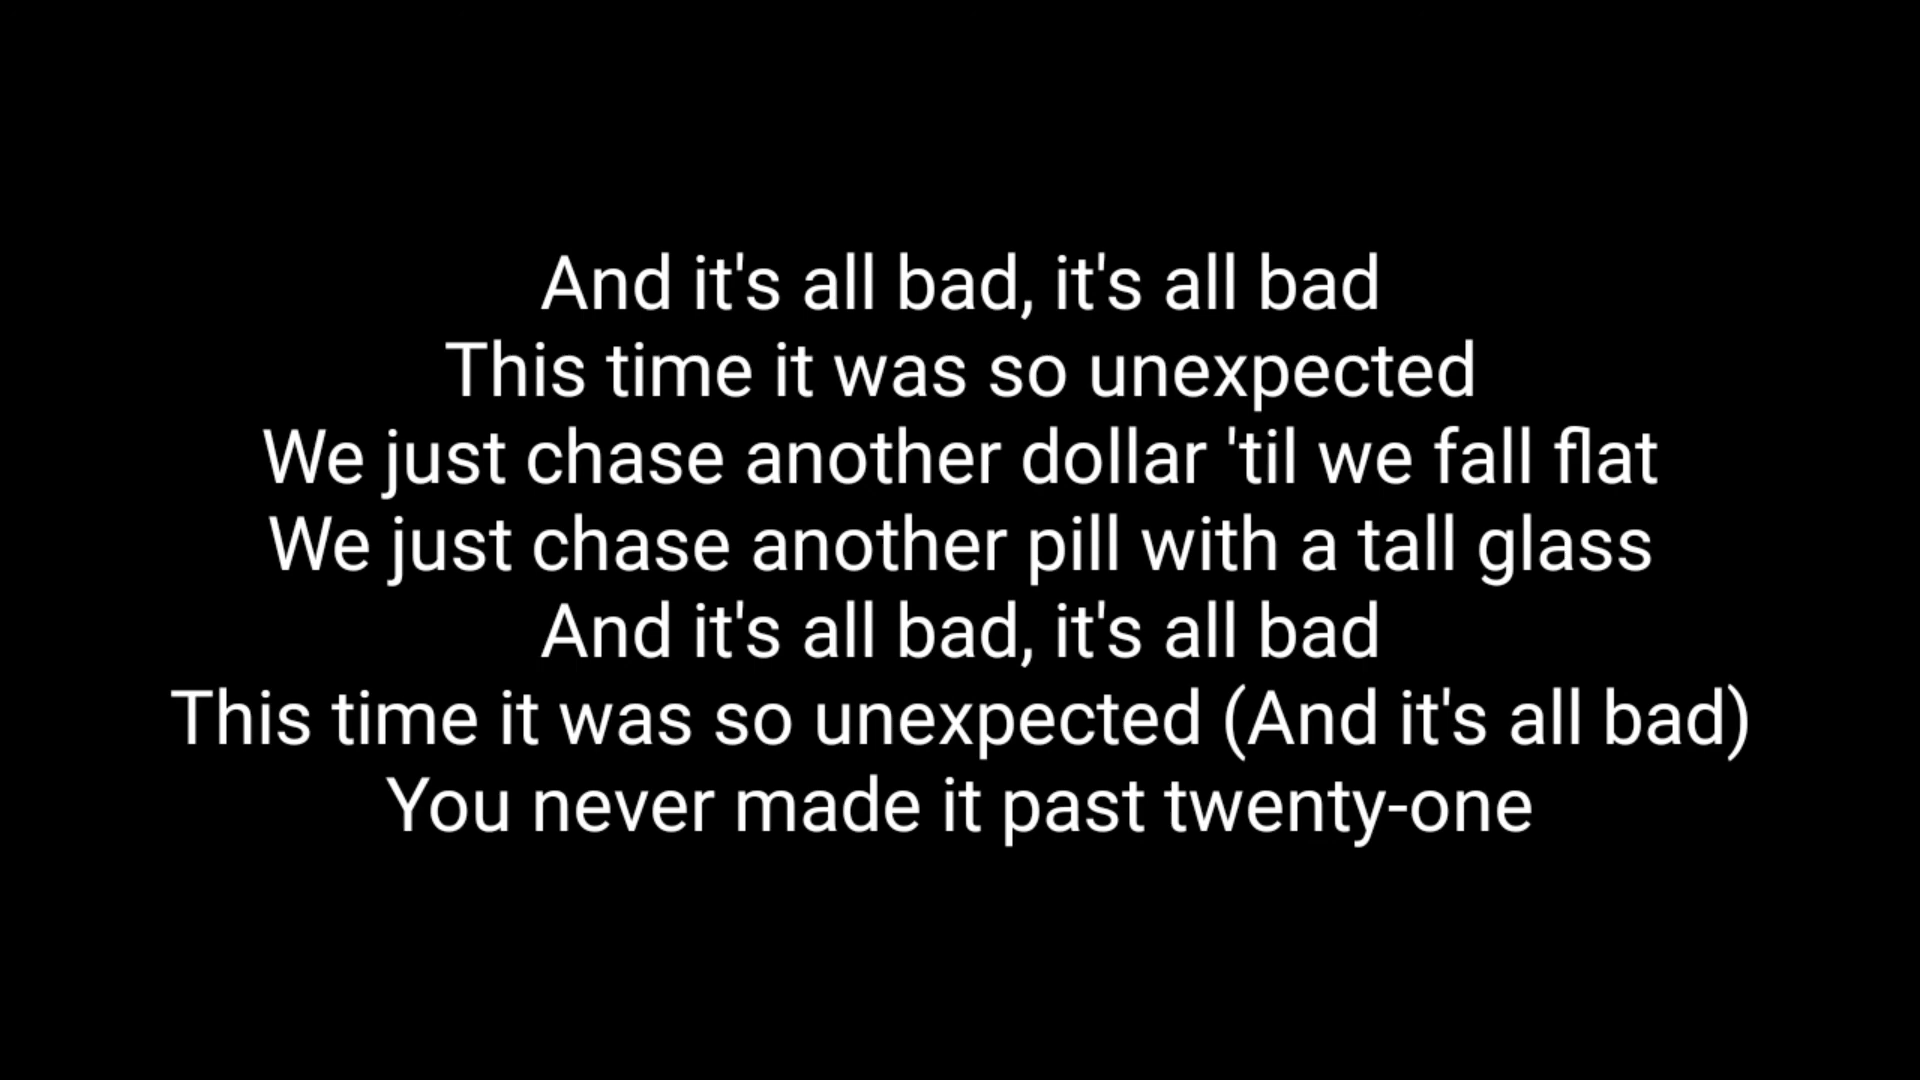 And it's all bad, it's all bad
This time it was so unexpected
We just chase another dollar 'til we fall flat
We just chase another pill with a tall glass
And it's all bad, it's all bad
This time it was so unexpected (And it's all bad)
You never made it past twenty-one